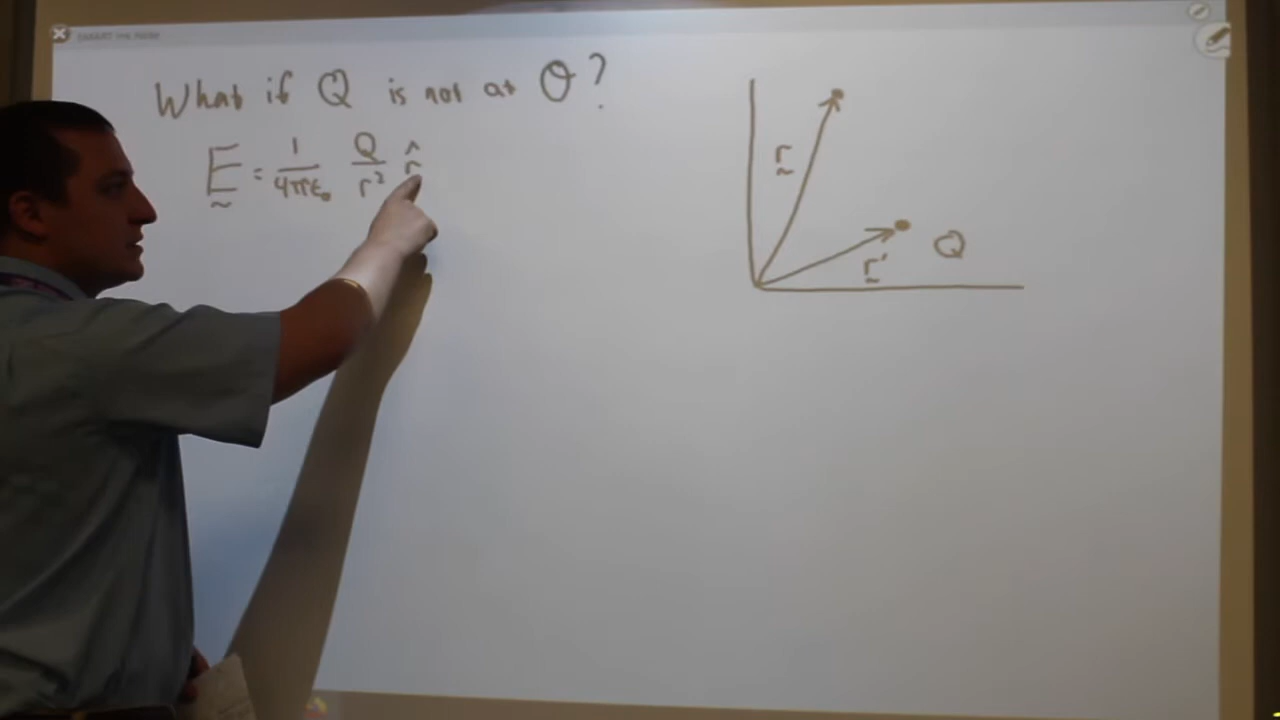 What if Q is not at O?
E = 1/4πε₀ Q/r² r̂
r
r'
Q